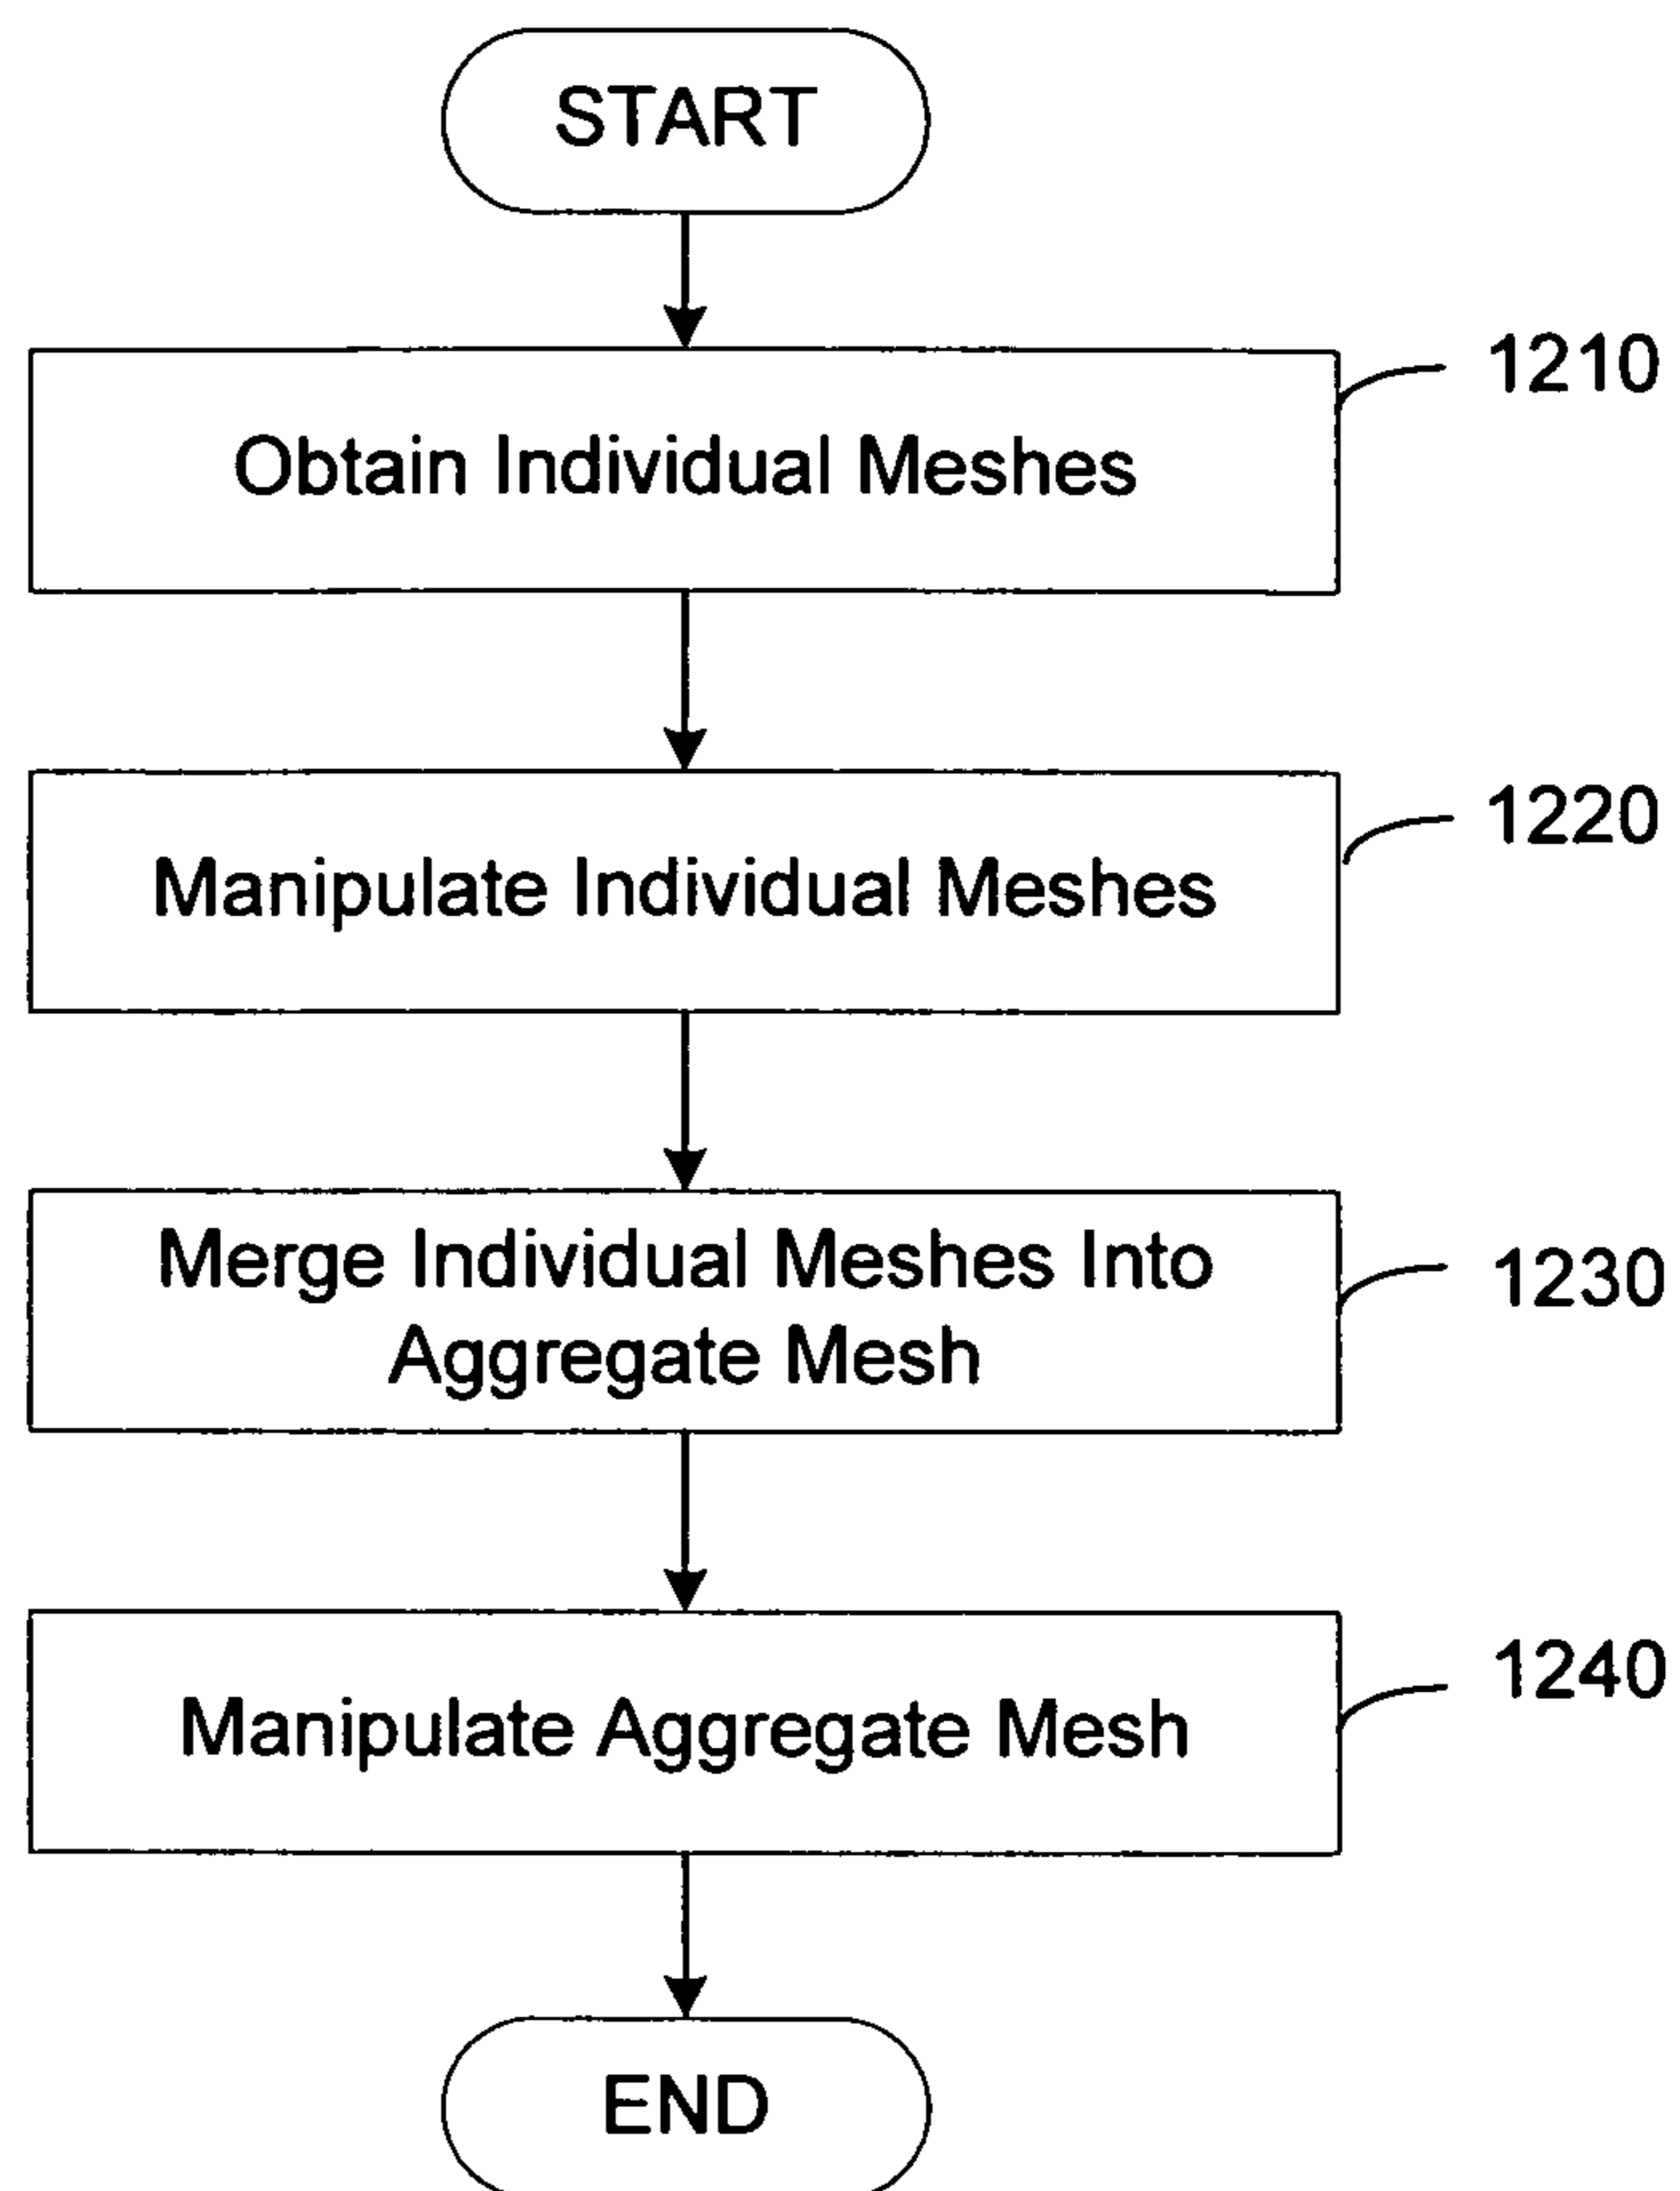 START
1210
Obtain Individual Meshes
1220
Manipulate Individual Meshes
1230
Merge Individual Meshes Into
Aggregate Mesh
1240
Manipulate Aggregate Mesh
END